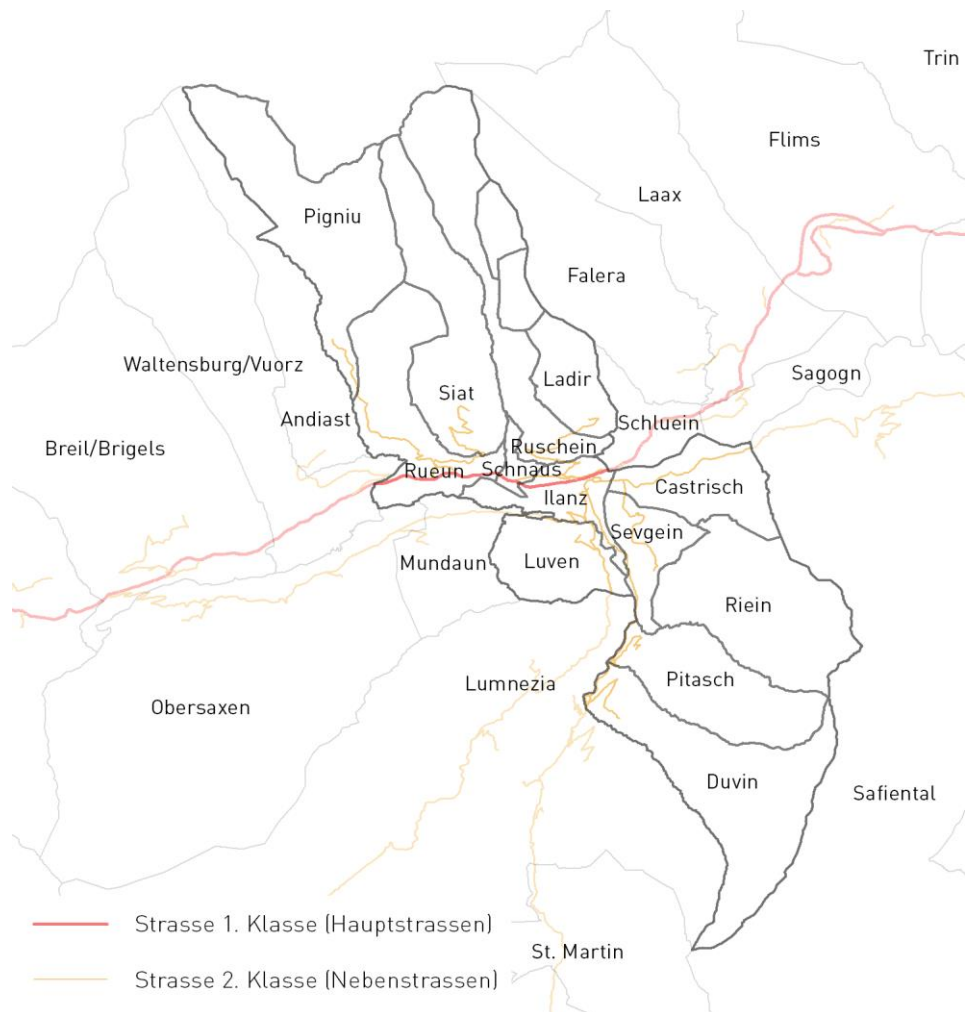 Trin
Flims
Laax
Pigniu
Falera
Waltensburg/Vuorz
Sagogn
Ladir
Siat
Andiast
Schluein
Breil/Brigels
Ruschein
Rueun
Schnaus
Castrisch
Ilanz
Sevgein
Mundaun
Luven
Riein
Pitasch
Lumnezia
Obersaxen
Duvin
Safiental
Strasse 1. Klasse (Hauptstrassen)
St. Martin
Strasse 2. Klasse (Nebenstrassen)